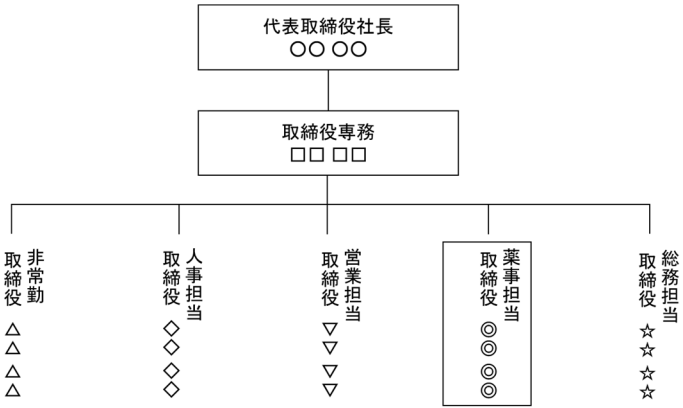 代表取締役社長
○○ ○○
取締役専務
□□ □□
総務担当
取締役 ☆☆ ☆☆
薬事担当
取締役 ◎◎ ◎◎
営業担当
取締役 ▽▽ ▽▽
人事担当
取締役 ◇◇ ◇◇
非常勤
取締役 △△ △△